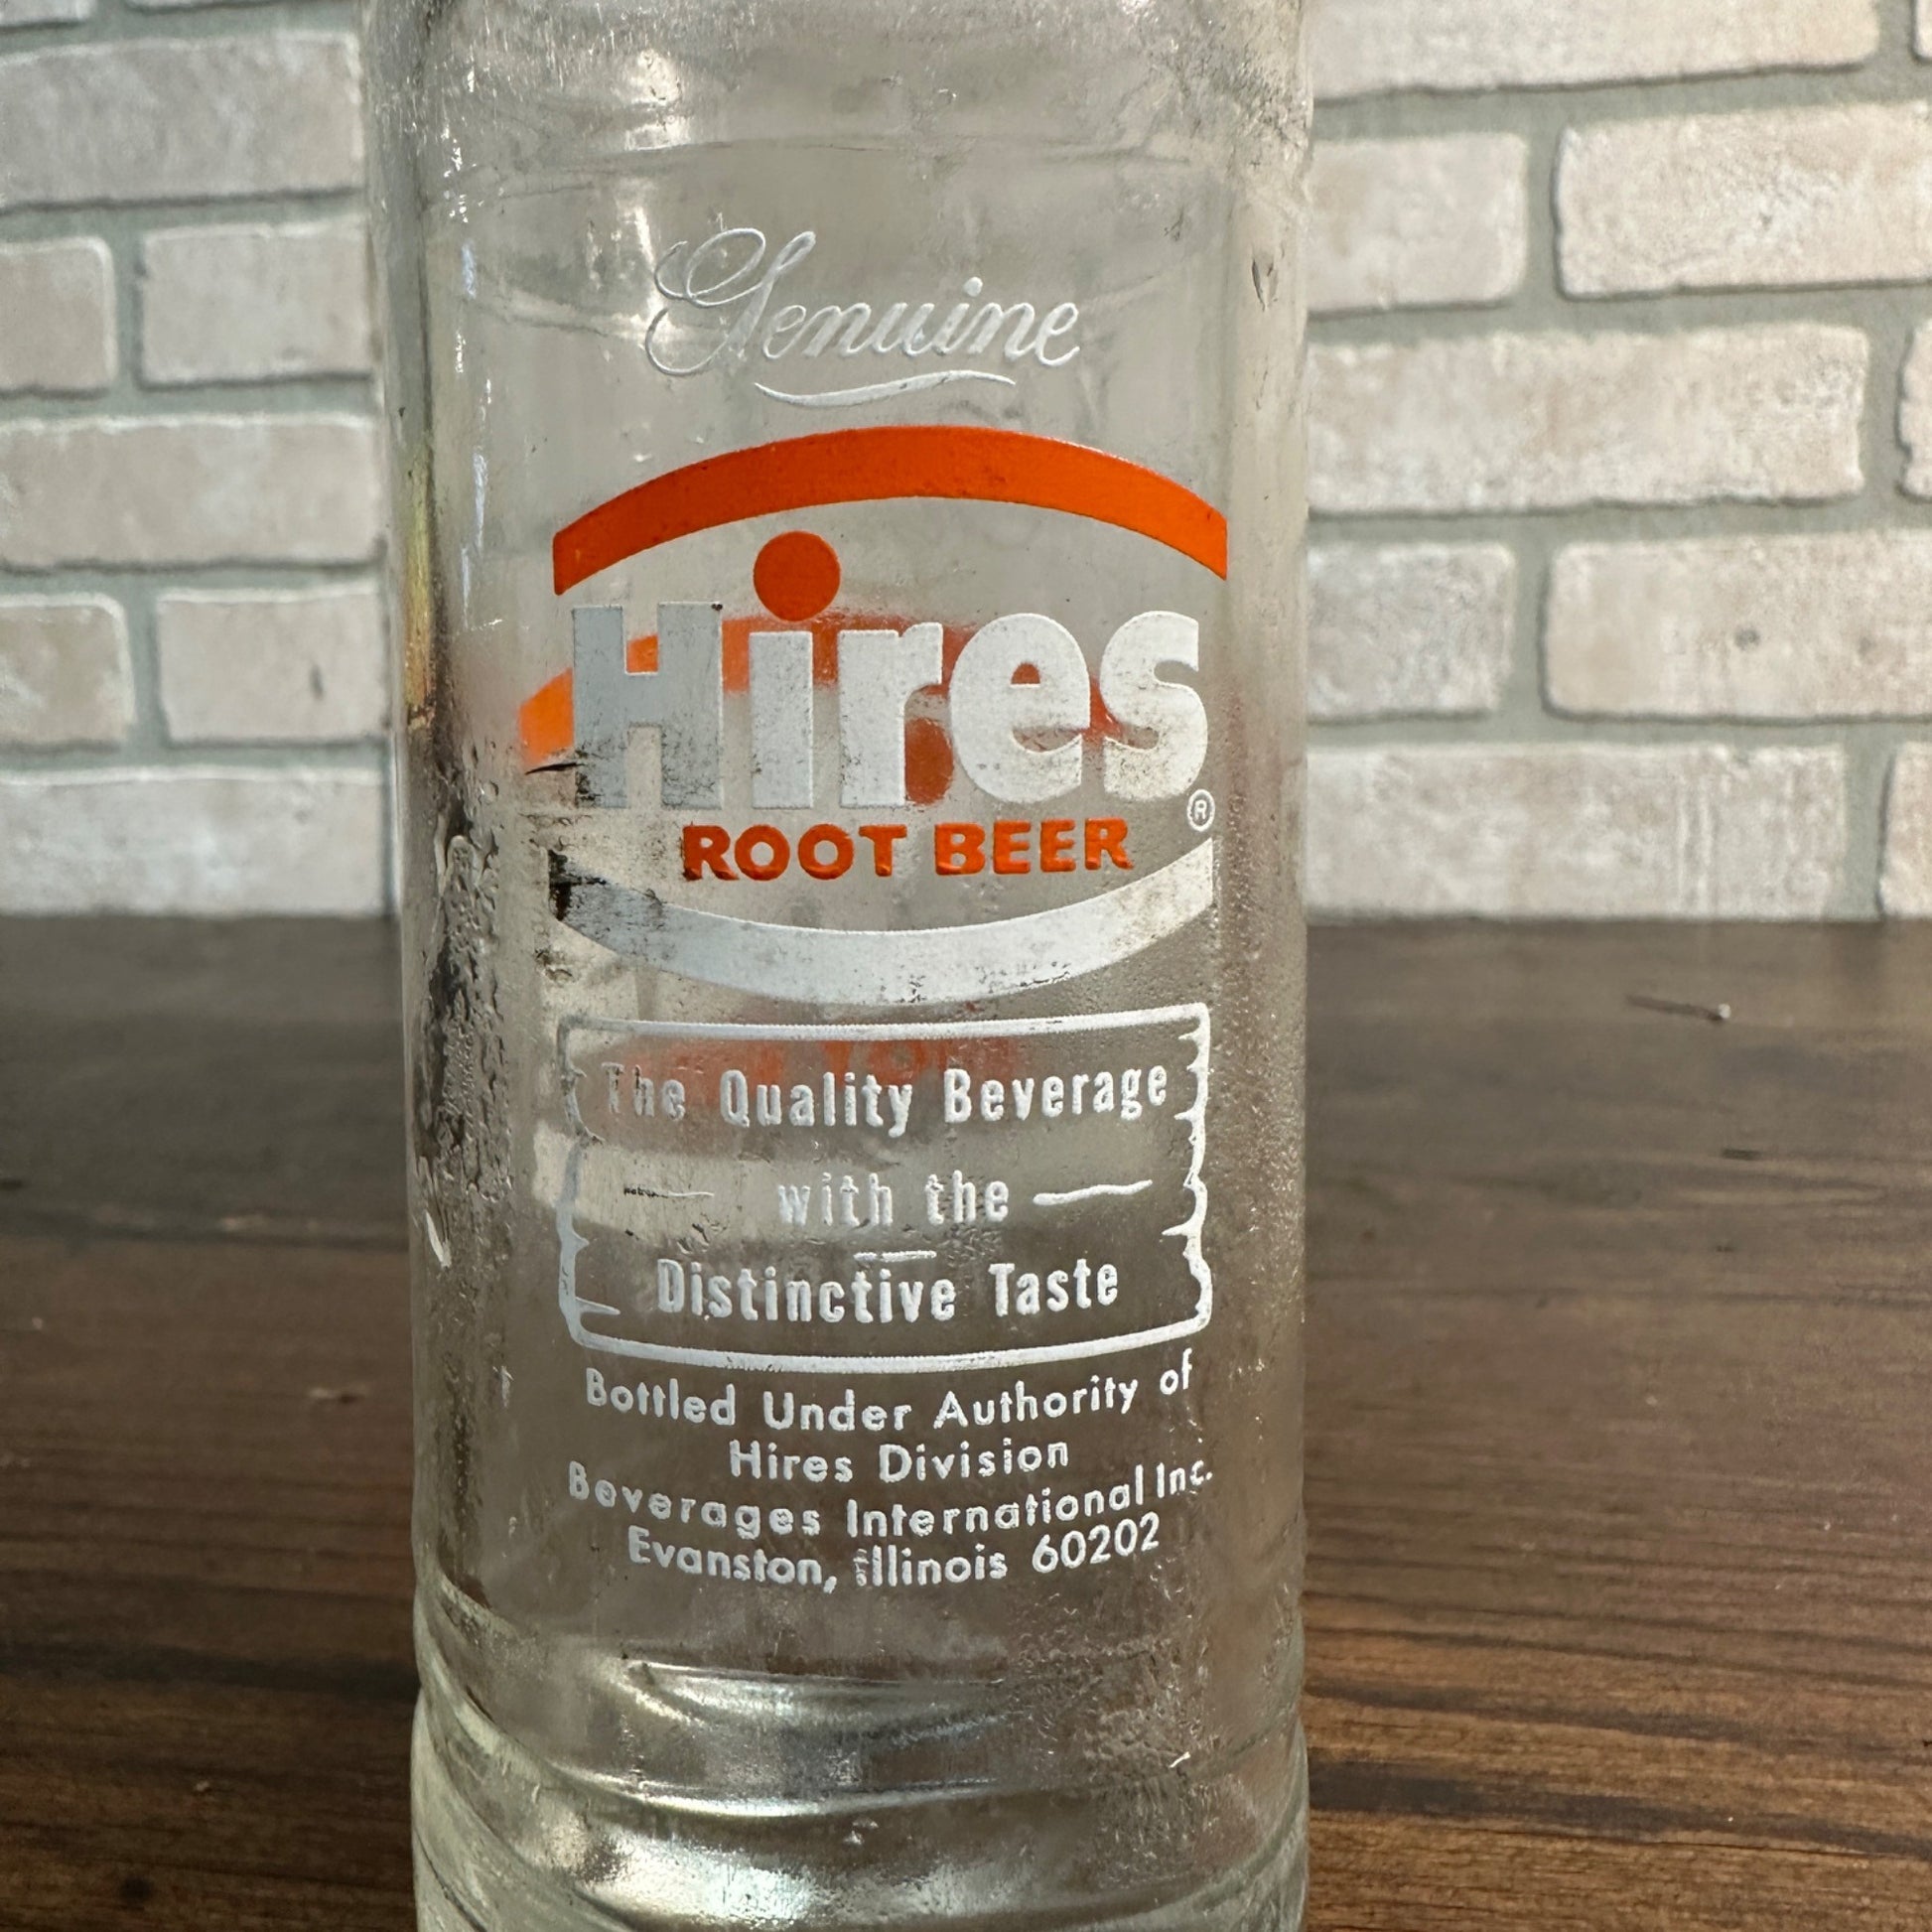 Genuine
Hires®
ROOT BEER
The Quality Beverage
with the
Distinctive Taste
Bottled Under Authority of
Hires Division
Beverages International Inc.
Evanston, Illinois 60202